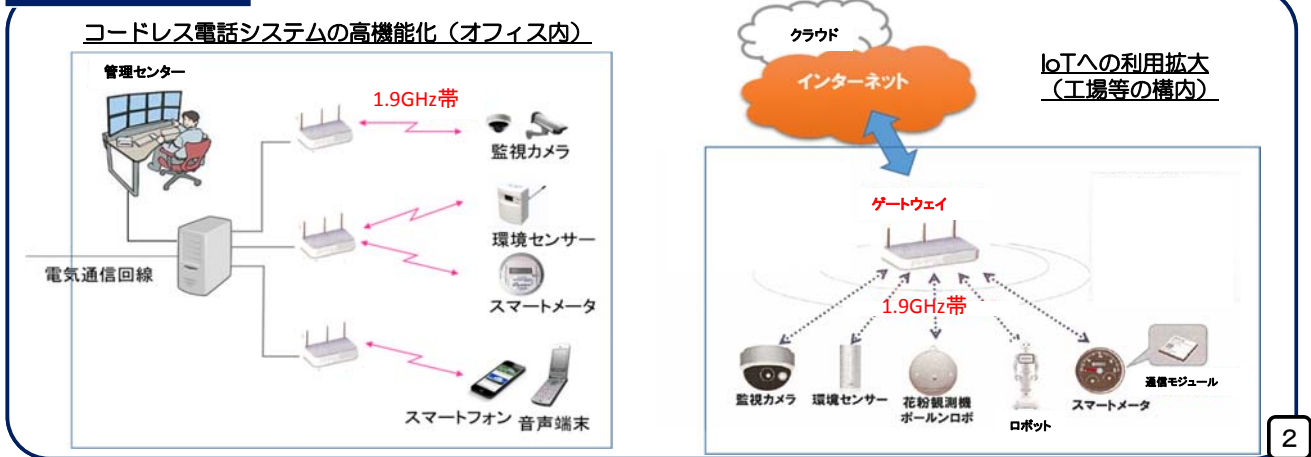 コードレス電話システムの高機能化（オフィス内）
管理センター
1.9GHz帯
監視カメラ
環境センサー
電気通信回線
スマートメータ
スマートフォン
音声端末
クラウド
インターネット
IoTへの利用拡大
（工場等の構内）
ゲートウェイ
1.9GHz帯
監視カメラ
環境センサー
花粉観測機
ポールンロボ
ロボット
スマートメータ
通信モジュール
2